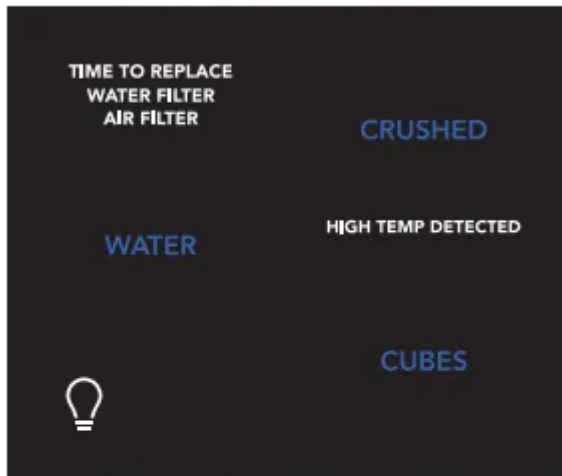 TIME TO REPLACE
WATER FILTER
AIR FILTER
CRUSHED
HIGH TEMP DETECTED
WATER
CUBES